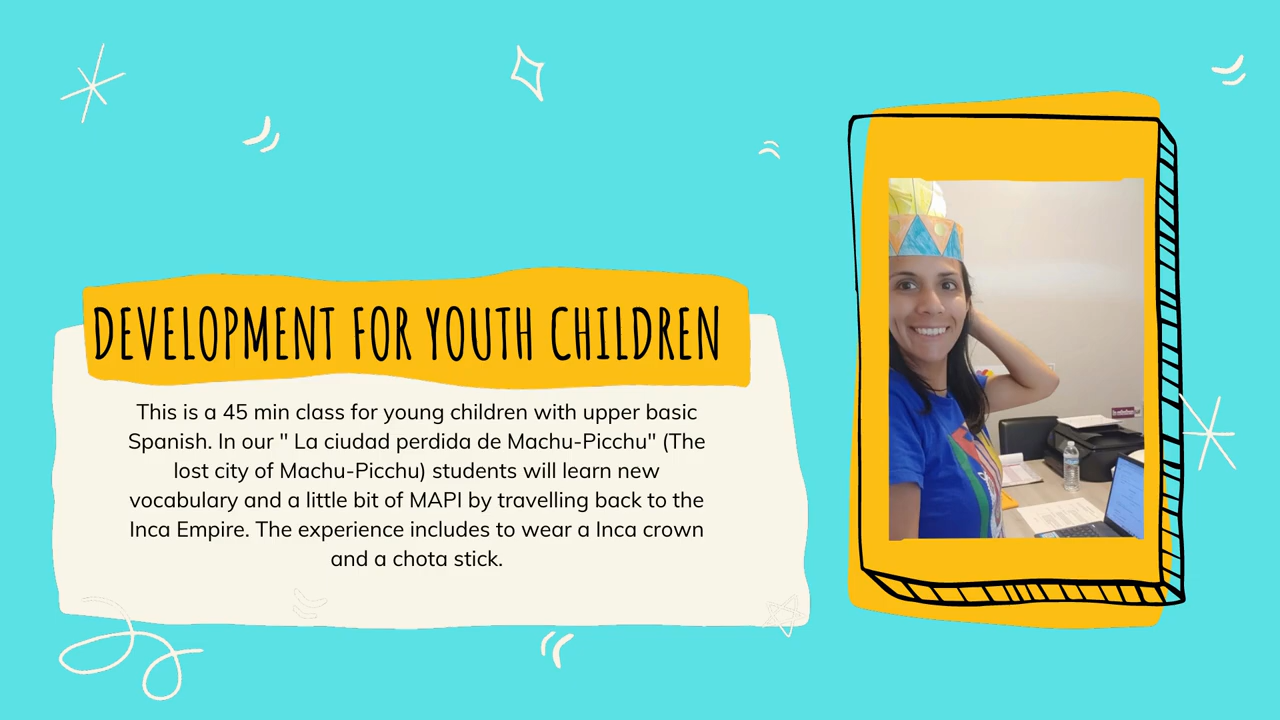 DEVELOPMENT FOR YOUTH CHILDREN
This is a 45 min class for young children with upper basic
Spanish. In our " La ciudad perdida de Machu-Picchu" (The
lost city of Machu-Picchu) students will learn new
vocabulary and a little bit of MAPI by travelling back to the
Inca Empire. The experience includes to wear a Inca crown
and a chota stick.